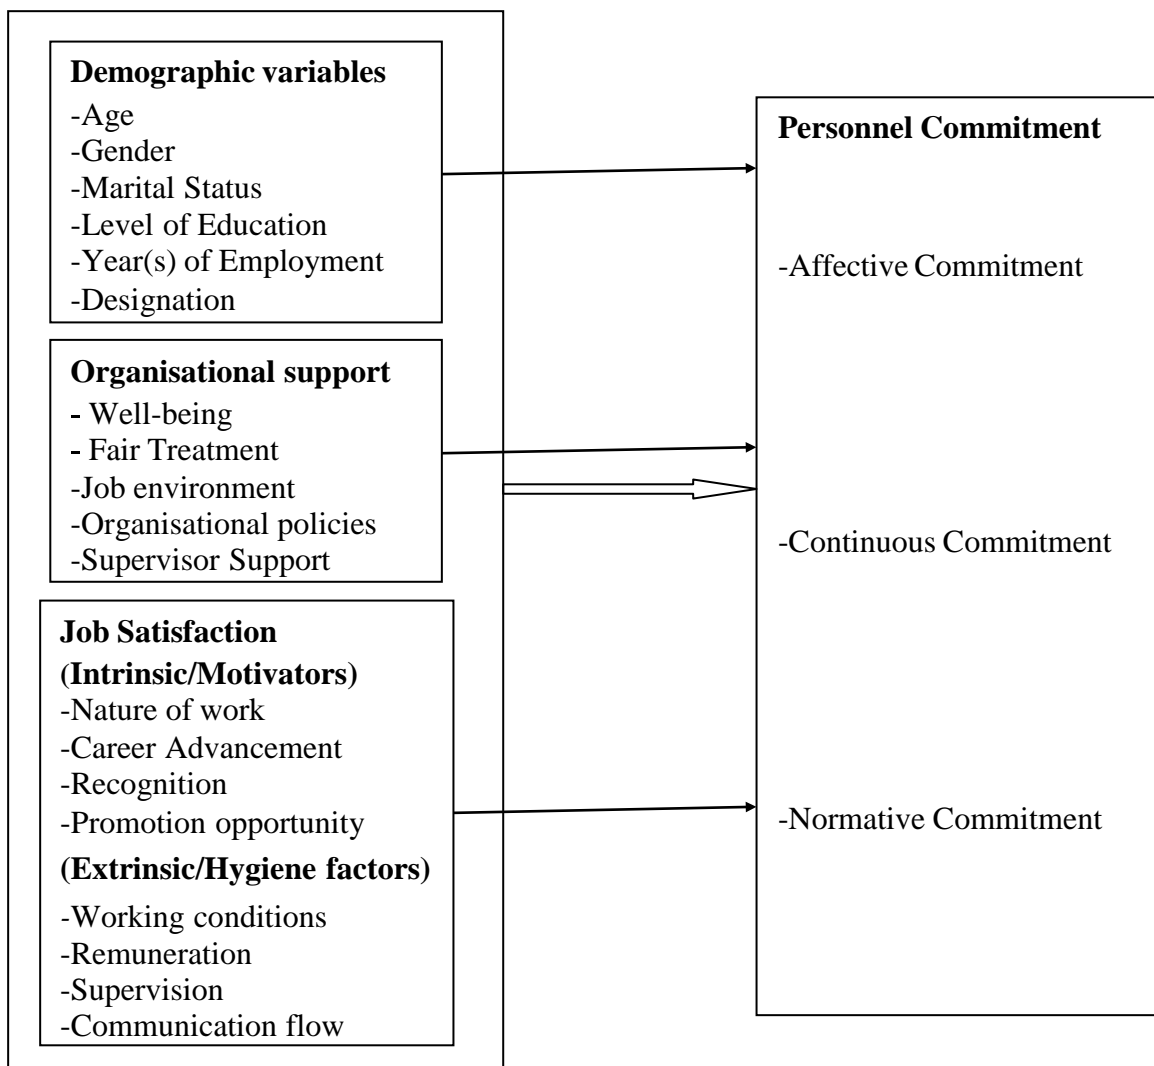 Demographic variables
-Age
-Gender
-Marital Status
-Level of Education
-Year(s) of Employment
-Designation
Organisational support
- Well-being
- Fair Treatment
-Job environment
-Organisational policies
-Supervisor Support
Job Satisfaction
(Intrinsic/Motivators)
-Nature of work
-Career Advancement
-Recognition
-Promotion opportunity
(Extrinsic/Hygiene factors)
-Working conditions
-Remuneration
-Supervision
-Communication flow
Personnel Commitment
-Affective Commitment
-Continuous Commitment
-Normative Commitment